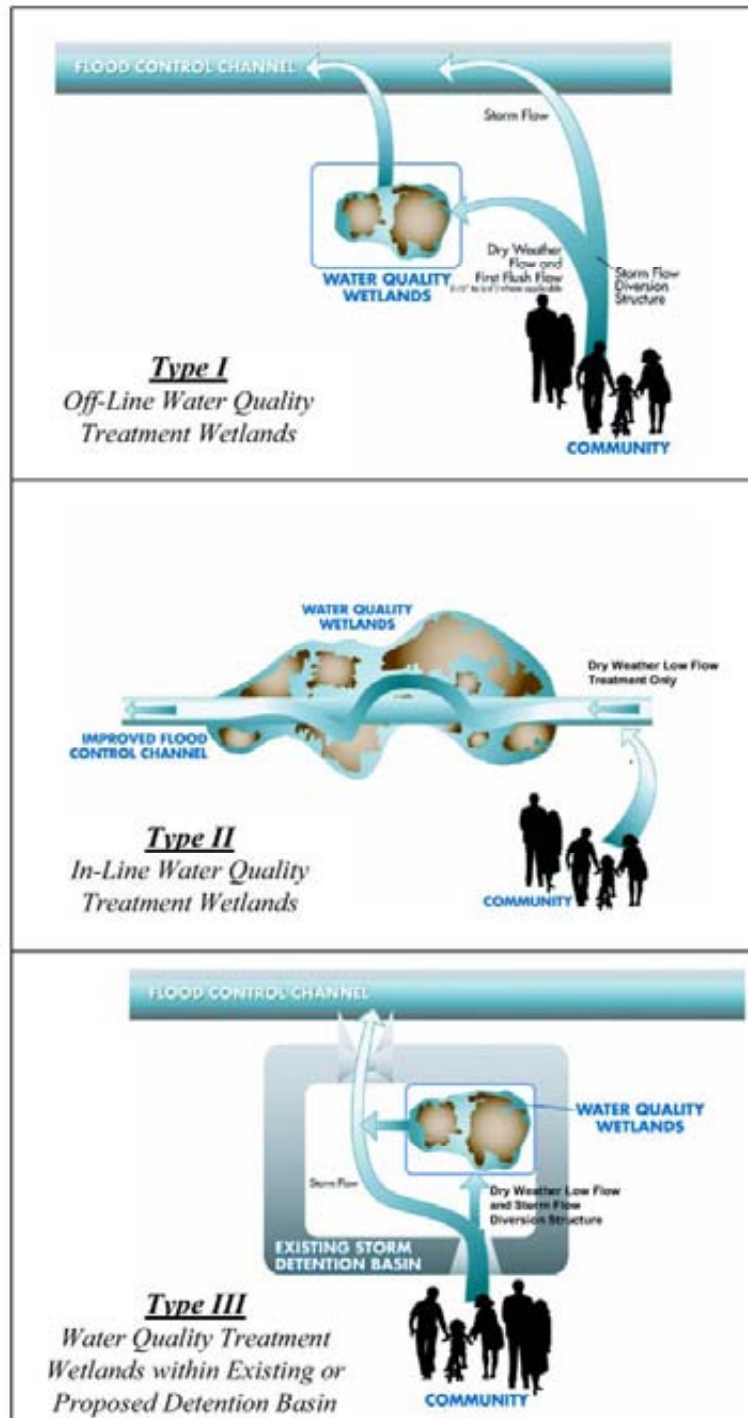 FLOOD CONTROL CHANNEL
Storm Flow
Dry Weather
Flow and
First Flush Flow
where applicable
Storm Flow
Diversion
Structure
WATER QUALITY
WETLANDS
COMMUNITY
Type I
Off-Line Water Quality
Treatment Wetlands
WATER QUALITY
WETLANDS
Dry Weather Low Flow
Treatment Only
IMPROVED FLOOD
CONTROL CHANNEL
COMMUNITY
Type II
In-Line Water Quality
Treatment Wetlands
FLOOD CONTROL CHANNEL
WATER QUALITY
WETLANDS
Storm Flow
Dry Weather Low Flow
and Storm Flow
Diversion Structure
EXISTING STORM
DETENTION BASIN
COMMUNITY
Type III
Water Quality Treatment
Wetlands within Existing or
Proposed Detention Basin